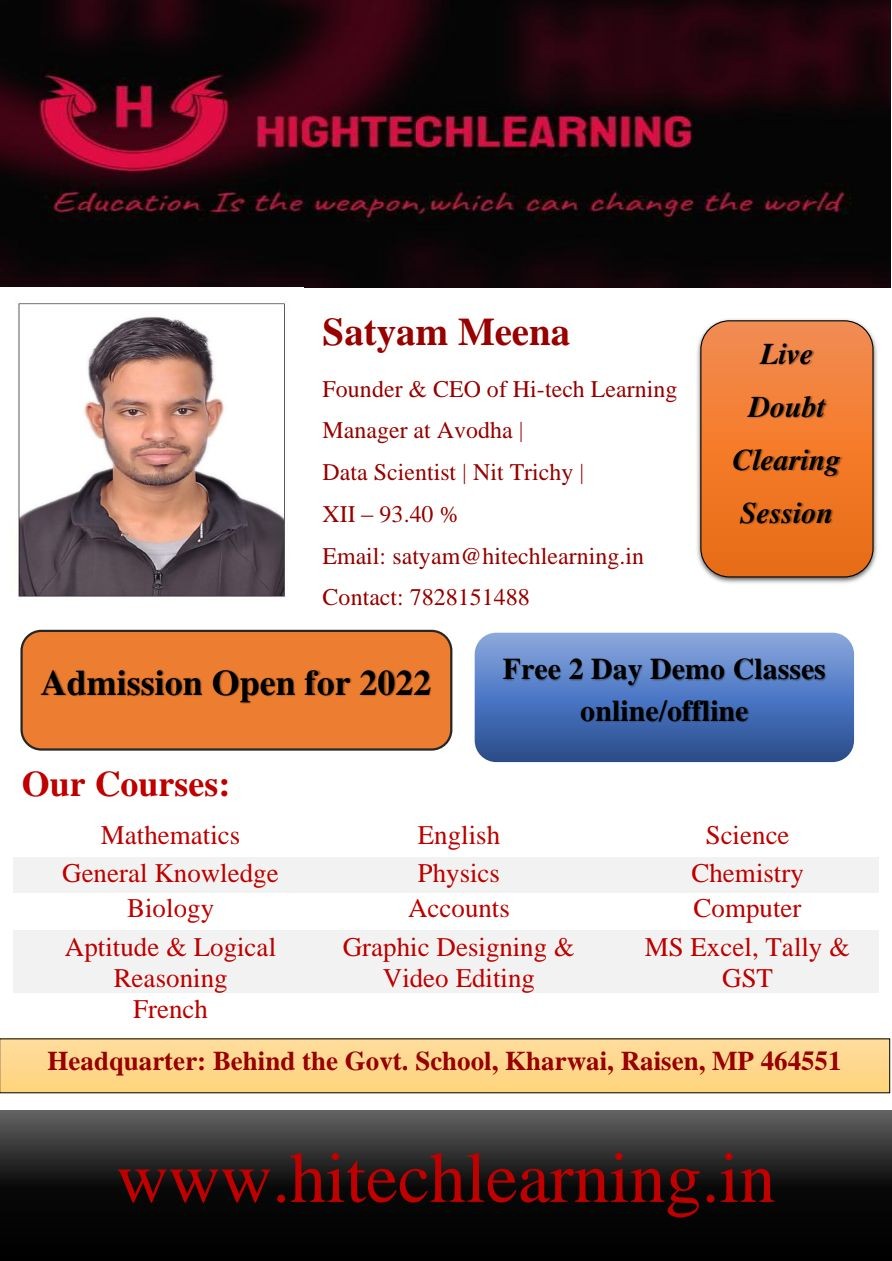 H
HIGHTECHLEARNING
Education Is the weapon,which can change the world
Satyam Meena
Founder & CEO of Hi-tech Learning
Manager at Avodha |
Data Scientist | Nit Trichy |
XII – 93.40 %
Email: satyam@hitechlearning.in
Contact: 7828151488
Live
Doubt
Clearing
Session
Admission Open for 2022
Free 2 Day Demo Classes
online/offline
Our Courses:
Mathematics English Science
General Knowledge Physics Chemistry
Biology Accounts Computer
Aptitude & Logical Graphic Designing & MS Excel, Tally &
Reasoning Video Editing GST
French
Headquarter: Behind the Govt. School, Kharwai, Raisen, MP 464551
www.hitechlearning.in